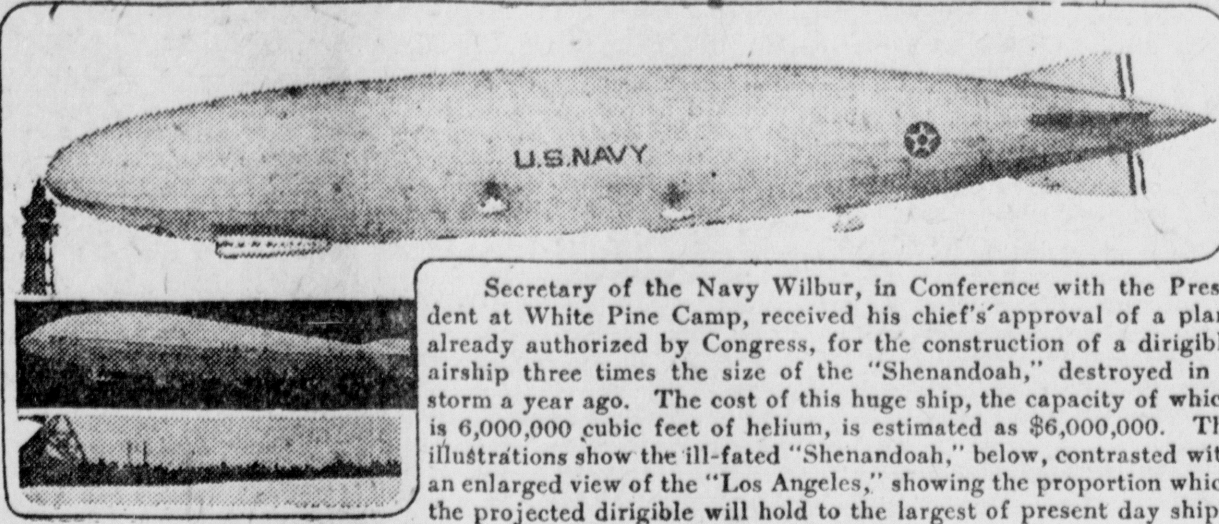 U.S.NAVY
Secretary of the Navy Wilbur, in Conference with the Pres
dent at White Pine Camp, received his chief's approval of a plan
already authorized by Congress, for the construction of a dirigibl
airship three times the size of the "Shenandoah," destroyed in
storm a year ago. The cost of this huge ship, the capacity of whic
is 6,000,000 cubic feet of helium, is estimated as $6,000,000. Th
illustrations show the ill-fated "Shenandoah," below, contrasted wit
an enlarged view of the "Los Angeles," showing the proportion whic
the projected dirigible will hold to the largest of present day ship